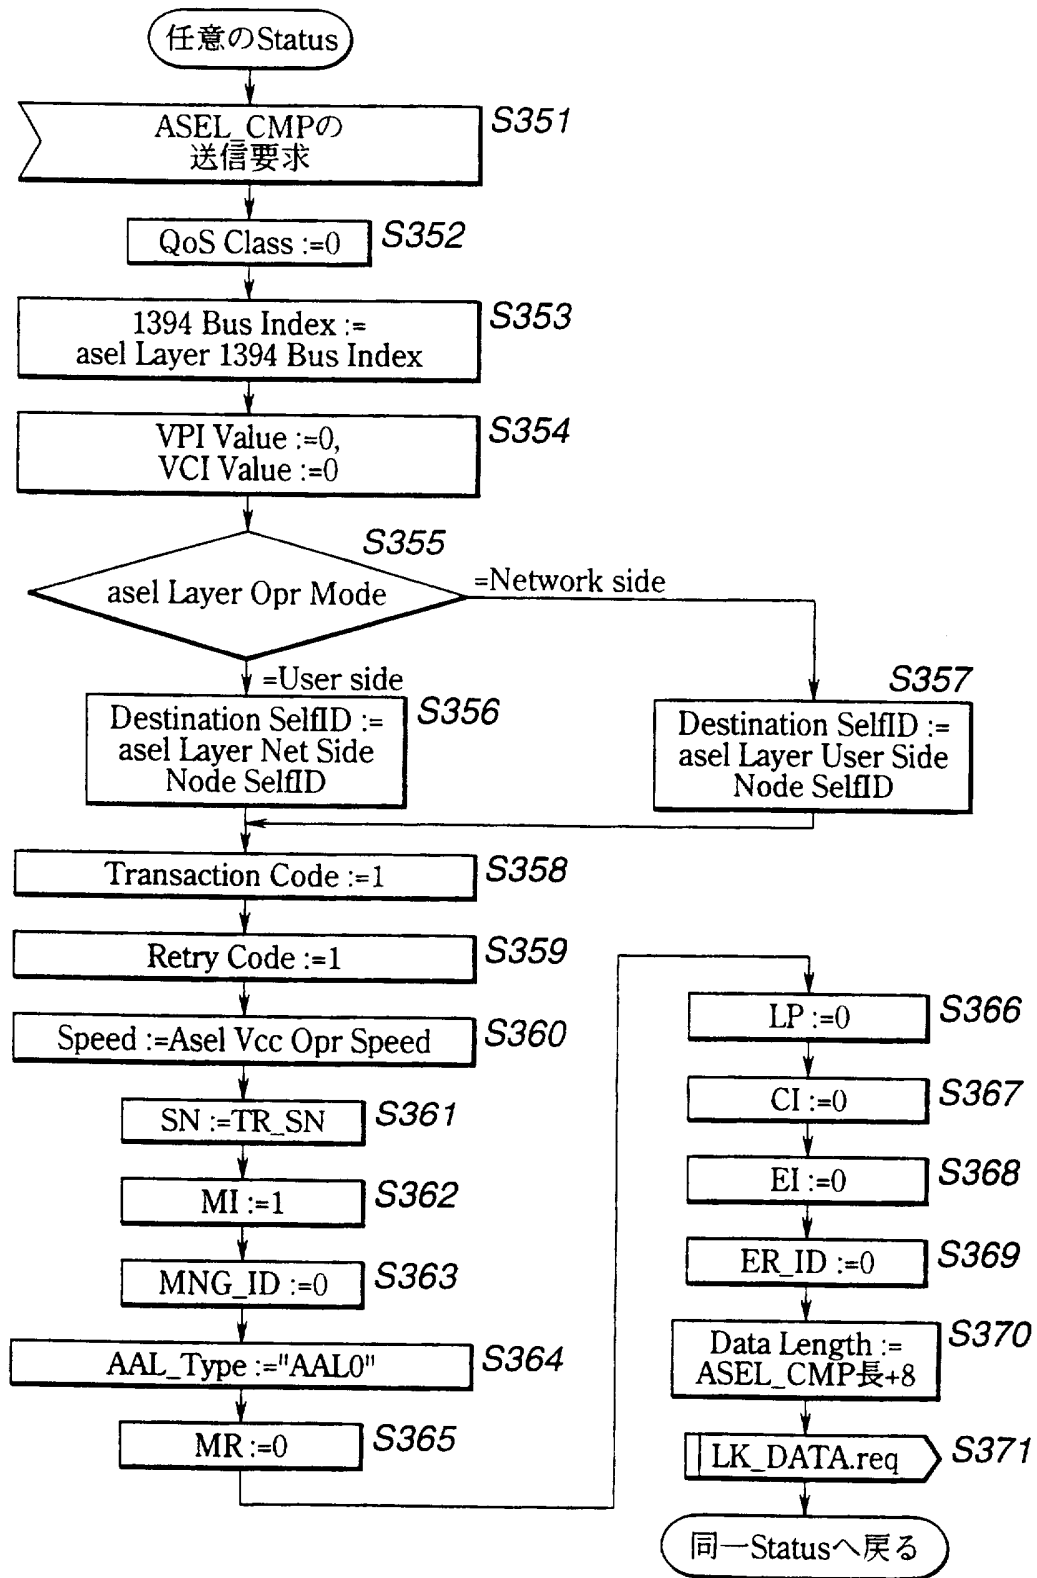 任意のStatus
ASEL_CMPの
送信要求
S351
QoS Class :=0
S352
1394 Bus Index :=
asel Layer 1394 Bus Index
S353
VPI Value :=0,
VCI Value :=0
S354
S355
asel Layer Opr Mode
=Network side
=User side
Destination SelfID :=
asel Layer Net Side
Node SelfID
S356
S357
Destination SelfID :=
asel Layer User Side
Node SelfID
Transaction Code :=1
S358
Retry Code :=1
S359
Speed :=Asel Vcc Opr Speed
S360
SN :=TR_SN
S361
MI :=1
S362
MNG_ID :=0
S363
AAL_Type :="AAL0"
S364
MR :=0
S365
LP :=0
S366
CI :=0
S367
EI :=0
S368
ER_ID :=0
S369
Data Length :=
ASEL_CMP長+8
S370
LK_DATA.req
S371
同一Statusへ戻る